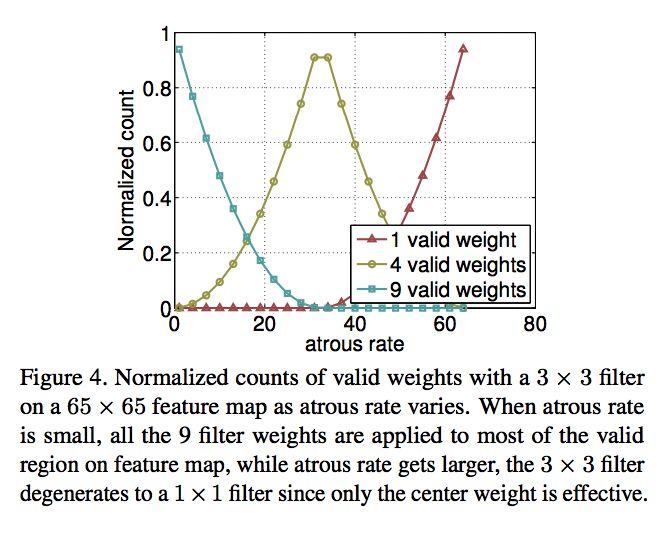 1
0.8
0.6
0.4
0.2
0
Normalized count
0 20 40 60 80
atrous rate
1 valid weight
4 valid weights
9 valid weights
Figure 4. Normalized counts of valid weights with a 3 × 3 filter
on a 65 × 65 feature map as atrous rate varies. When atrous rate
is small, all the 9 filter weights are applied to most of the valid
region on feature map, while atrous rate gets larger, the 3 × 3 filter
degenerates to a 1 × 1 filter since only the center weight is effective.